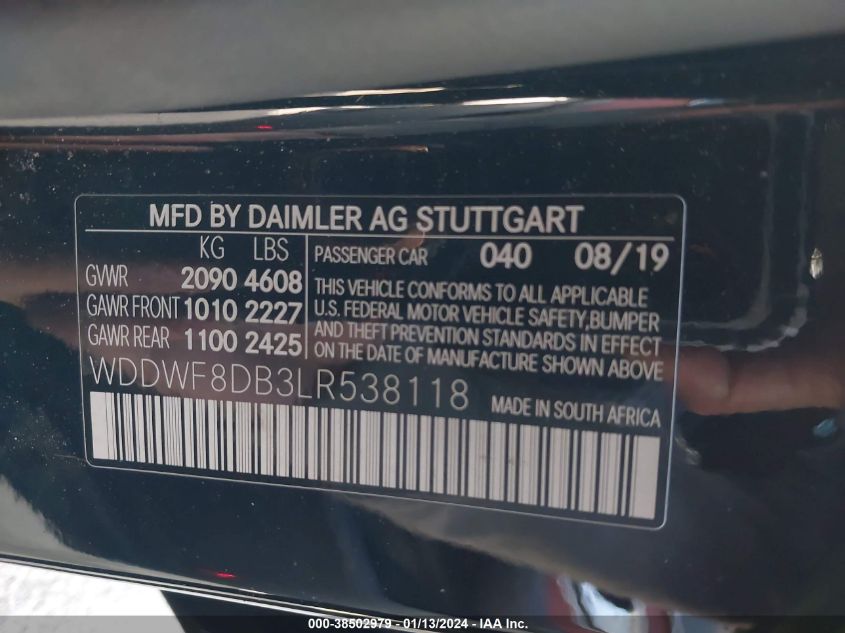 MFD BY DAIMLER AG STUTTGART
KG LBS
GVWR 2090 4608
GAWR FRONT 1010 2227
GAWR REAR 1100 2425
PASSENGER CAR 040 08/19
THIS VEHICLE CONFORMS TO ALL APPLICABLE
U.S. FEDERAL MOTOR VEHICLE SAFETY,BUMPER
AND THEFT PREVENTION STANDARDS IN EFFECT
ON THE DATE OF MANUFACTURE SHOWN ABOVE.
WDDWF8DB3LR538118
MADE IN SOUTH AFRICA
000-38502979 - 01/13/2024 - IAA, Inc.